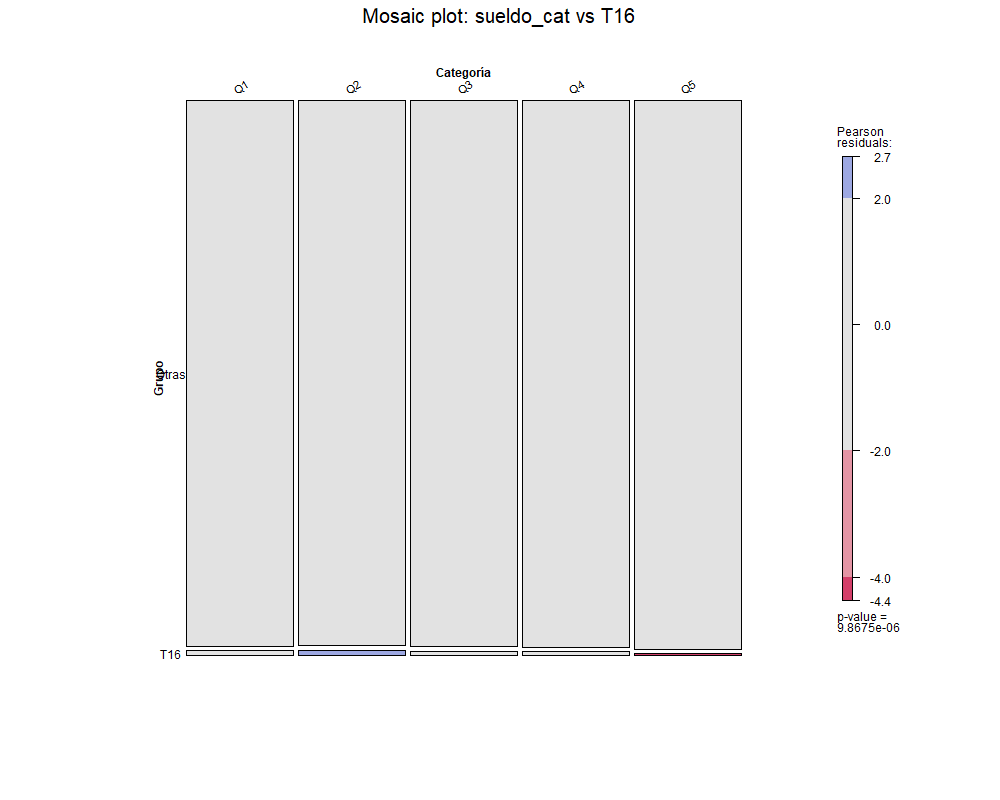 Mosaic plot: sueldo_cat vs T16
Categoría
Q1
Q2
Q3
Q4
Q5
Grupo
Otras
T16
Pearson
residuals:
2.7
2.0
0.0
-2.0
-4.0
-4.4
p-value =
9.8675e-06